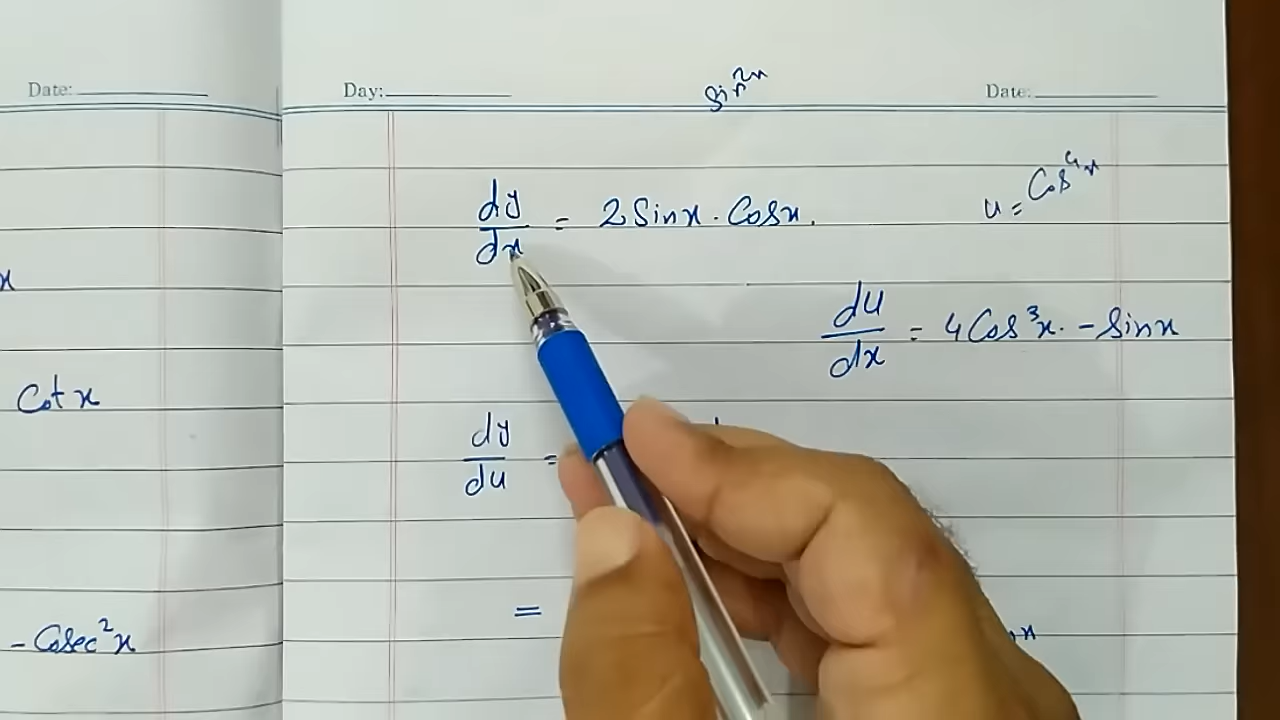 Date:
Day:
sin²x
Date:
dy/dx = 2 Sinx . Cosx.
u = Cos⁴x
x
du/dx = 4 Cos³x . - Sinx
Cot x
dy/du =
=
x
- Cosec²x